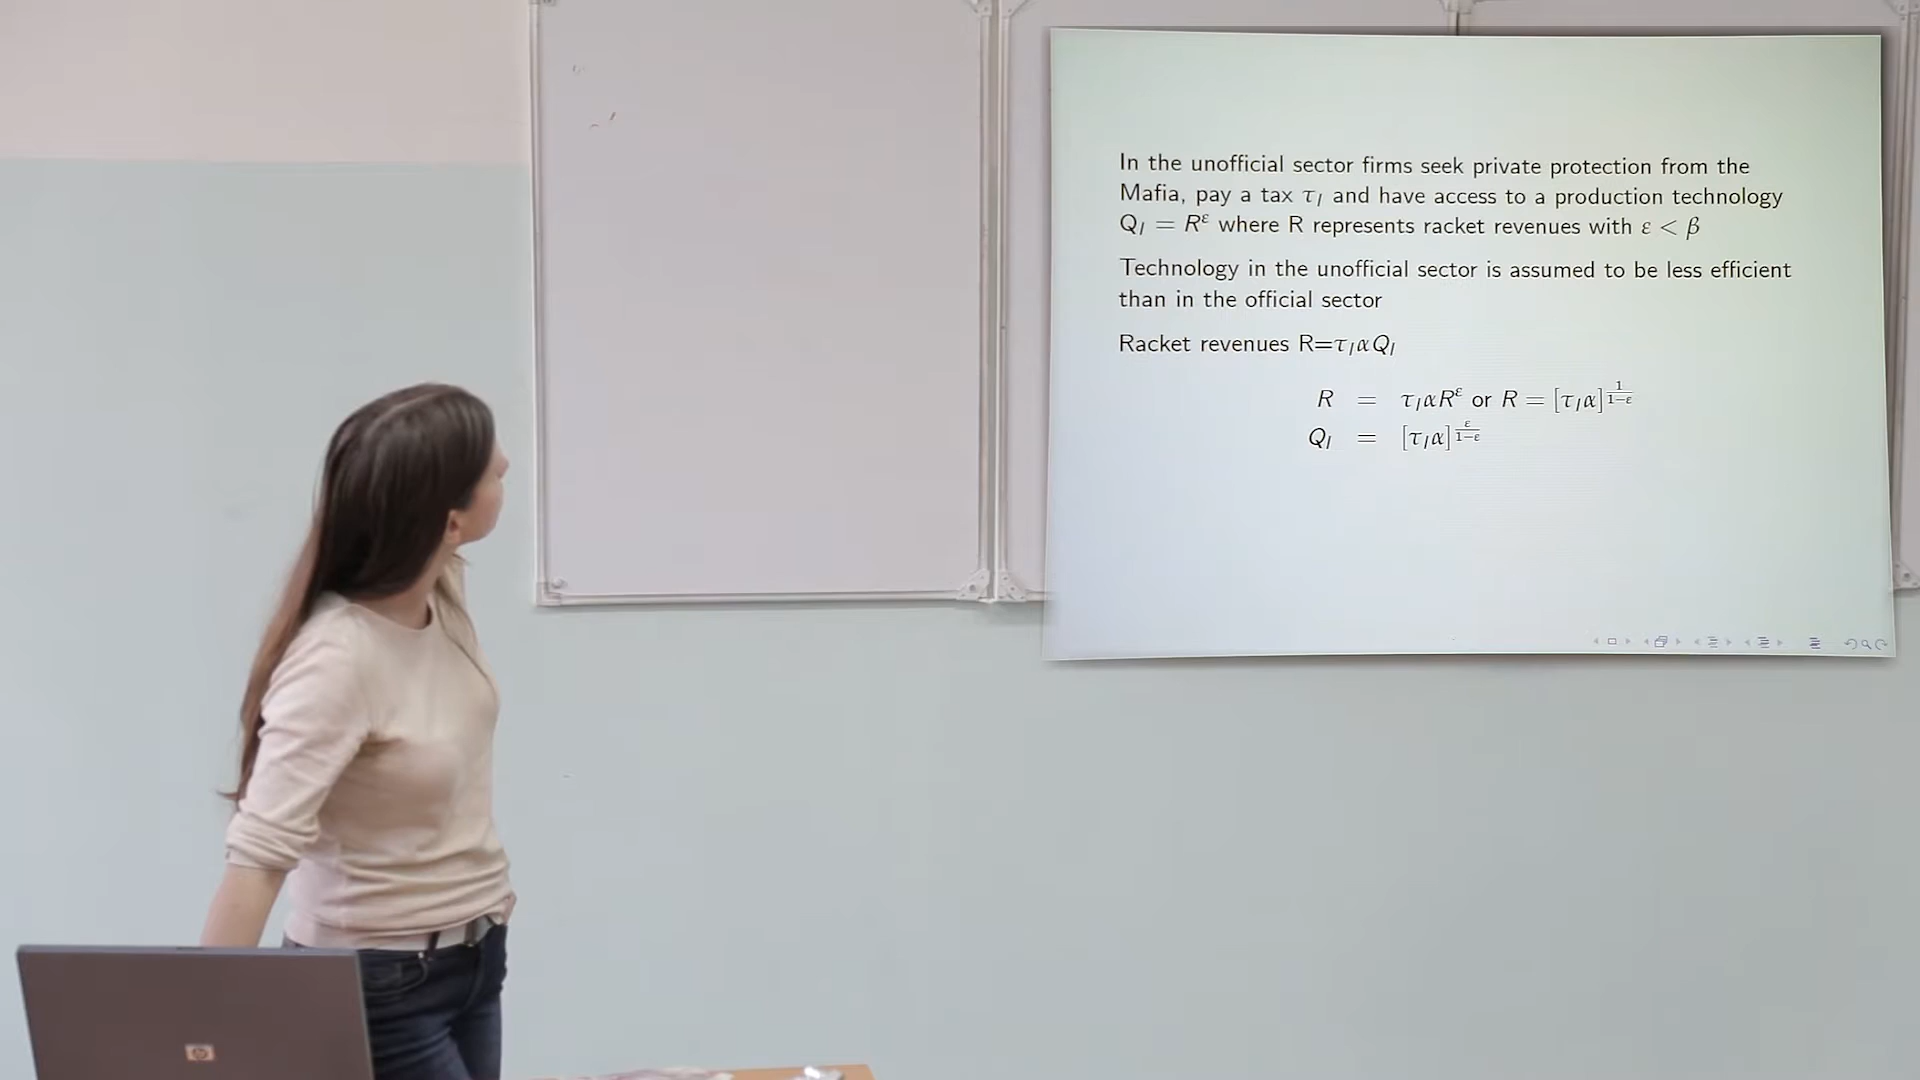 In the unofficial sector firms seek private protection from the
Mafia, pay a tax τ_I and have access to a production technology
Q_I = R^ε where R represents racket revenues with ε < β
Technology in the unofficial sector is assumed to be less efficient
than in the official sector
Racket revenues R=τ_IαQ_I
R = τ_IαR^ε or R = [τ_Iα]^{1/(1−ε)}
Q_I = [τ_Iα]^{ε/(1−ε)}
hp